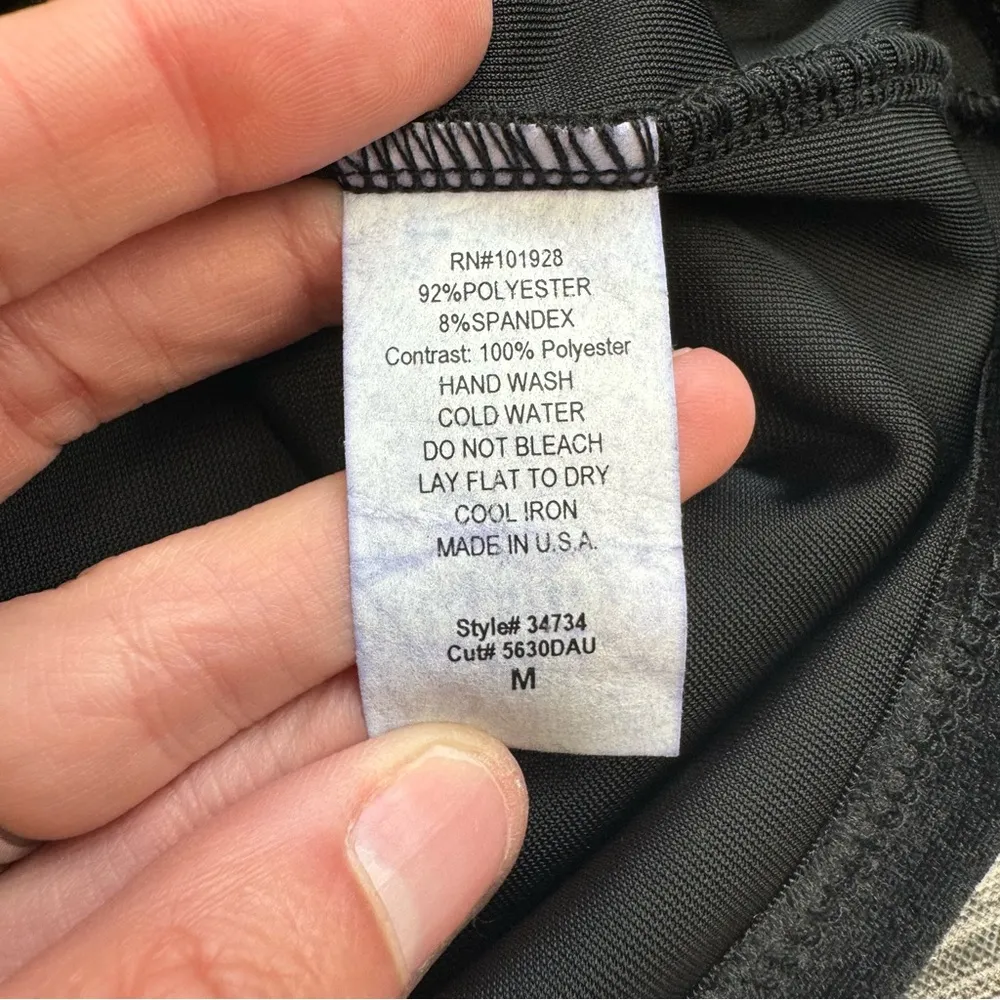 RN#101928
92%POLYESTER
8%SPANDEX
Contrast: 100% Polyester
HAND WASH
COLD WATER
DO NOT BLEACH
LAY FLAT TO DRY
COOL IRON
MADE IN U.S.A.
Style# 34734
Cut# 5630DAU
M